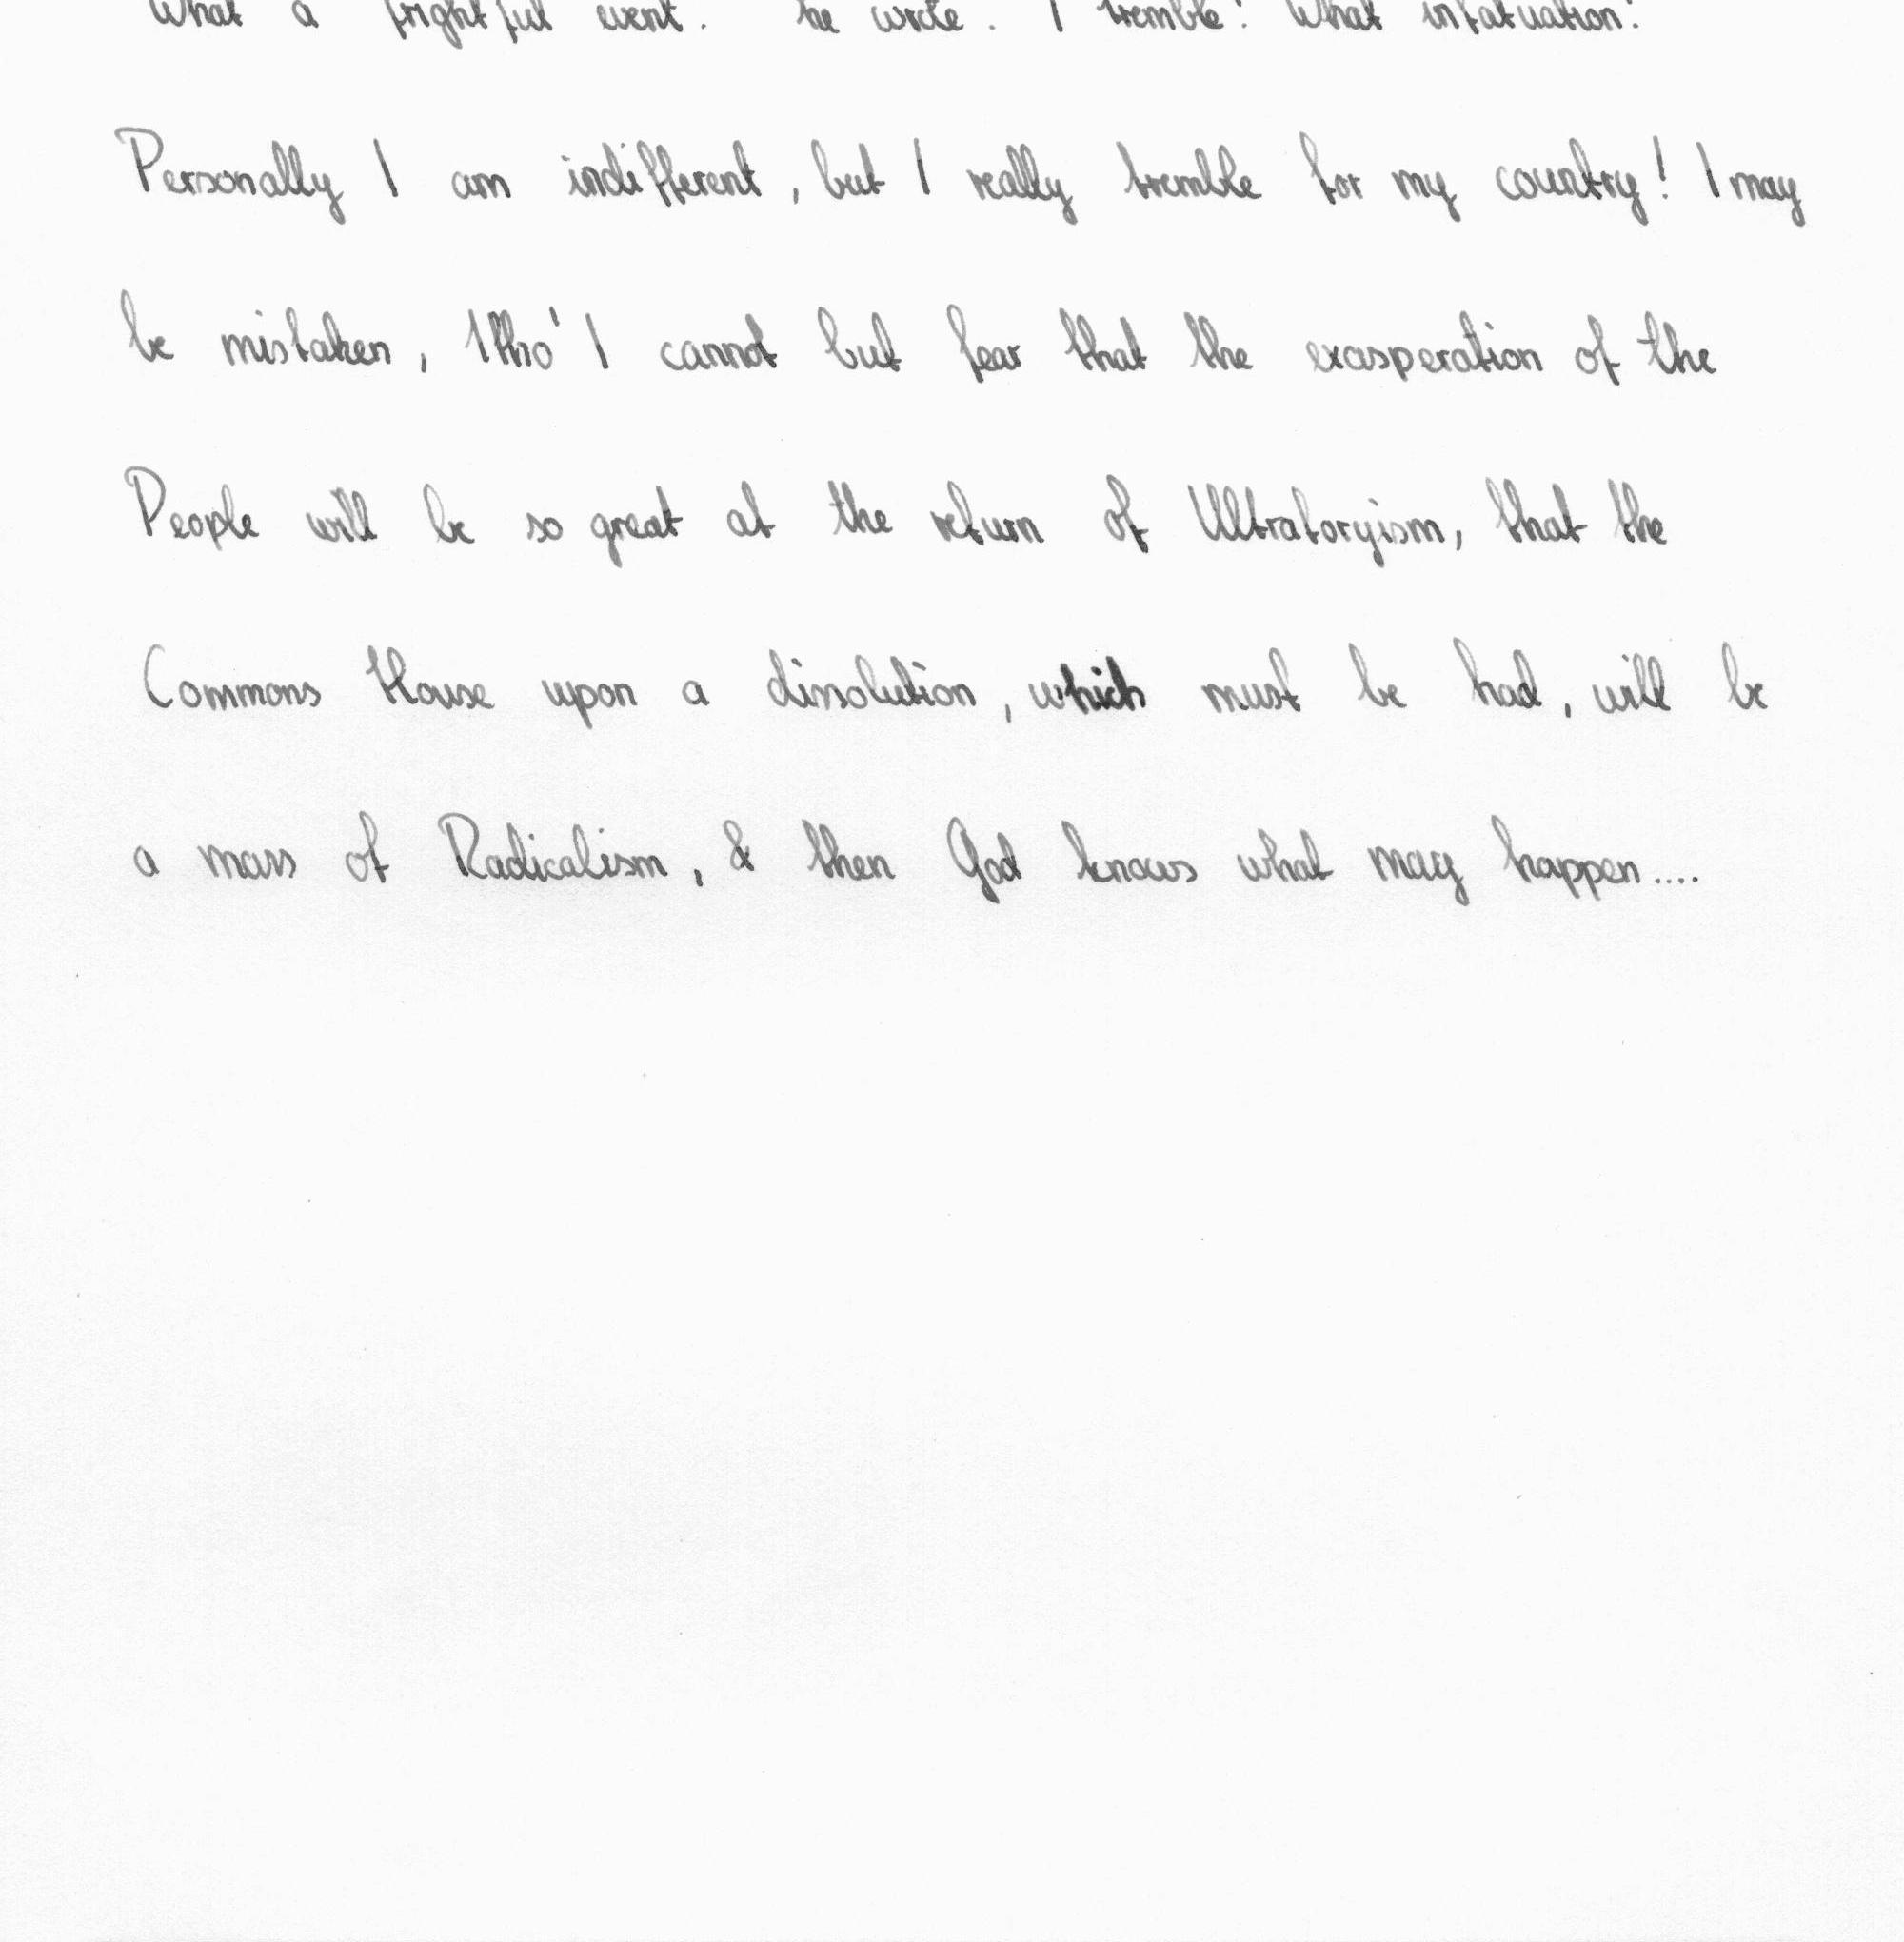 What a frightful event. he wrote. I tremble! What infatuation!
Personally I am indifferent, but I really tremble for my country! I may
be mistaken, tho' I cannot but fear that the exasperation of the
People will be so great at the return of Ultratoryism, that the
Commons House upon a dissolution, which must be had, will be
a mass of Radicalism, & then God knows what may happen....